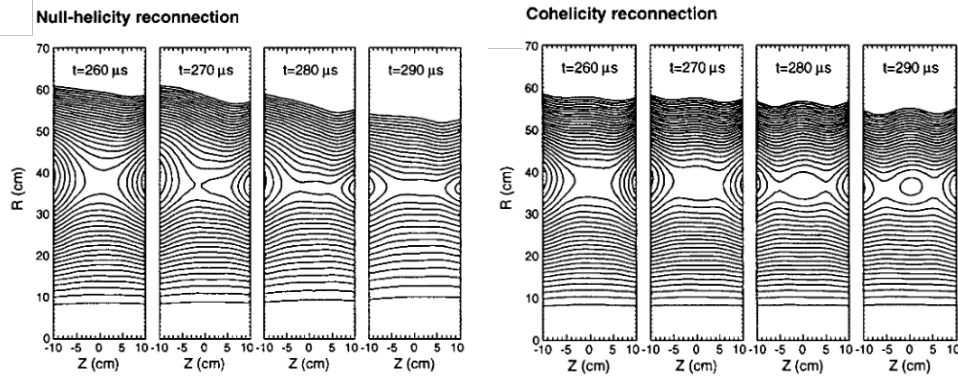 Null-helicity reconnection
70
60
50
40
30
20
10
0
R (cm)
t=260 μs
t=270 μs
t=280 μs
t=290 μs
-10 -5 0 5 10
-10 -5 0 5 10
-10 -5 0 5 10
-10 -5 0 5 10
Z (cm)
Z (cm)
Z (cm)
Z (cm)
Cohelicity reconnection
70
60
50
40
30
20
10
0
R (cm)
t=260 μs
t=270 μs
t=280 μs
t=290 μs
-10 -5 0 5 10
-10 -5 0 5 10
-10 -5 0 5 10
-10 -5 0 5 10
Z (cm)
Z (cm)
Z (cm)
Z (cm)